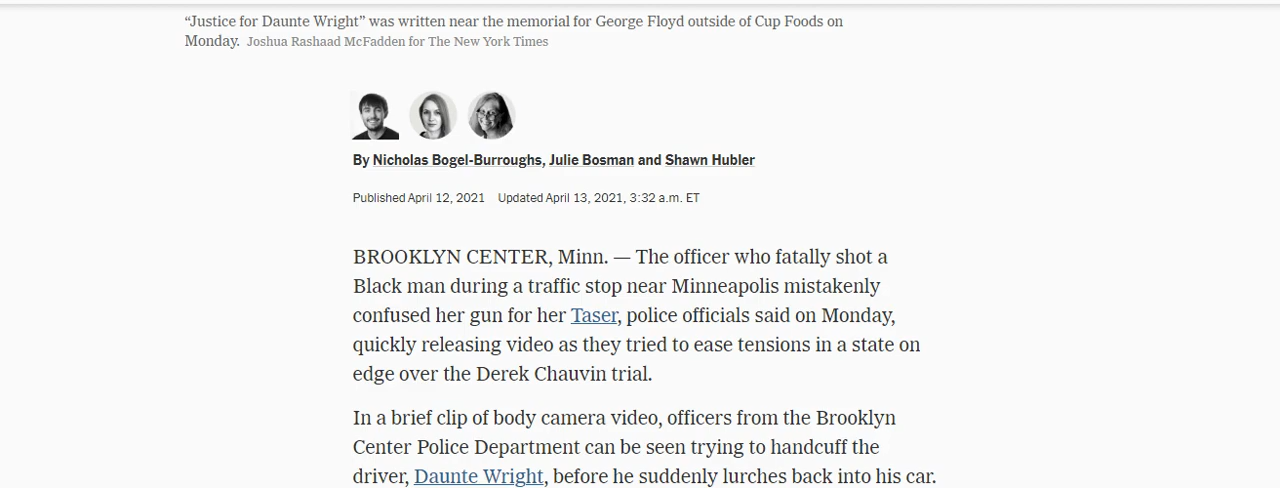 “Justice for Daunte Wright” was written near the memorial for George Floyd outside of Cup Foods on
Monday. Joshua Rashaad McFadden for The New York Times
By Nicholas Bogel-Burroughs, Julie Bosman and Shawn Hubler
Published April 12, 2021 Updated April 13, 2021, 3:32 a.m. ET
BROOKLYN CENTER, Minn. — The officer who fatally shot a
Black man during a traffic stop near Minneapolis mistakenly
confused her gun for her Taser, police officials said on Monday,
quickly releasing video as they tried to ease tensions in a state on
edge over the Derek Chauvin trial.
In a brief clip of body camera video, officers from the Brooklyn
Center Police Department can be seen trying to handcuff the
driver, Daunte Wright, before he suddenly lurches back into his car.